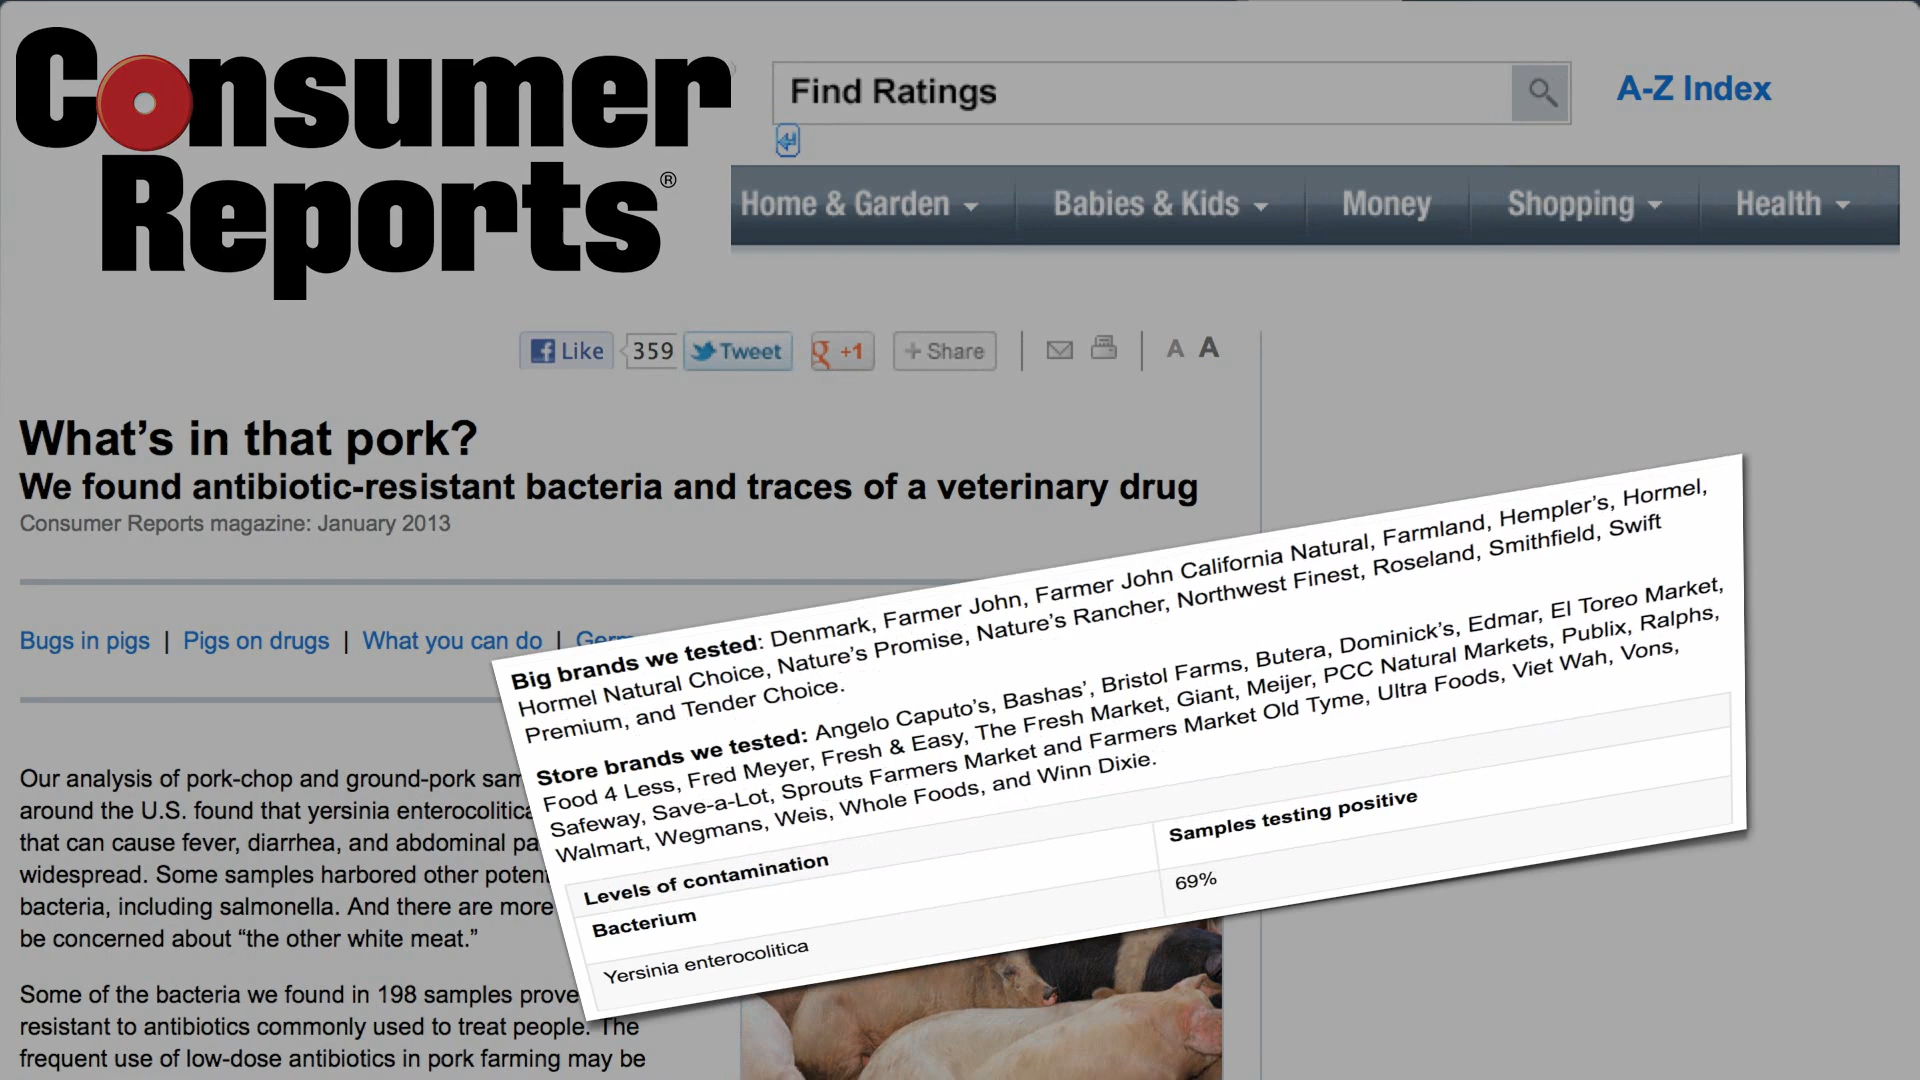 Consumer
Reports®
Find Ratings
A-Z Index
Home & Garden
Babies & Kids
Money
Shopping
Health
Like
359
Tweet
+1
+ Share
A A
What's in that pork?
We found antibiotic-resistant bacteria and traces of a veterinary drug
Consumer Reports magazine: January 2013
Bugs in pigs | Pigs on drugs | What you can do |
Big brands we tested: Denmark, Farmer John, Farmer John California Natural, Farmland, Hempler's, Hormel,
Hormel Natural Choice, Nature's Promise, Nature's Rancher, Northwest Finest, Roseland, Smithfield, Swift
Premium, and Tender Choice.
Store brands we tested: Angelo Caputo's, Bashas', Bristol Farms, Butera, Dominick's, Edmar, El Toreo Market,
Food 4 Less, Fred Meyer, Fresh & Easy, The Fresh Market, Giant, Meijer, PCC Natural Markets, Publix, Ralphs,
Safeway, Save-a-Lot, Sprouts Farmers Market and Farmers Market Old Tyme, Ultra Foods, Viet Wah, Vons,
Walmart, Wegmans, Weis, Whole Foods, and Winn Dixie.
Levels of contamination
Bacterium
Samples testing positive
Yersinia enterocolitica
69%
Our analysis of pork-chop and ground-pork
around the U.S. found that yersinia enterocolitica
that can cause fever, diarrhea, and abdominal
widespread. Some samples harbored other
bacteria, including salmonella. And there are more
be concerned about “the other white meat.”
Some of the bacteria we found in 198 samples
resistant to antibiotics commonly used to treat people. The
frequent use of low-dose antibiotics in pork farming may be